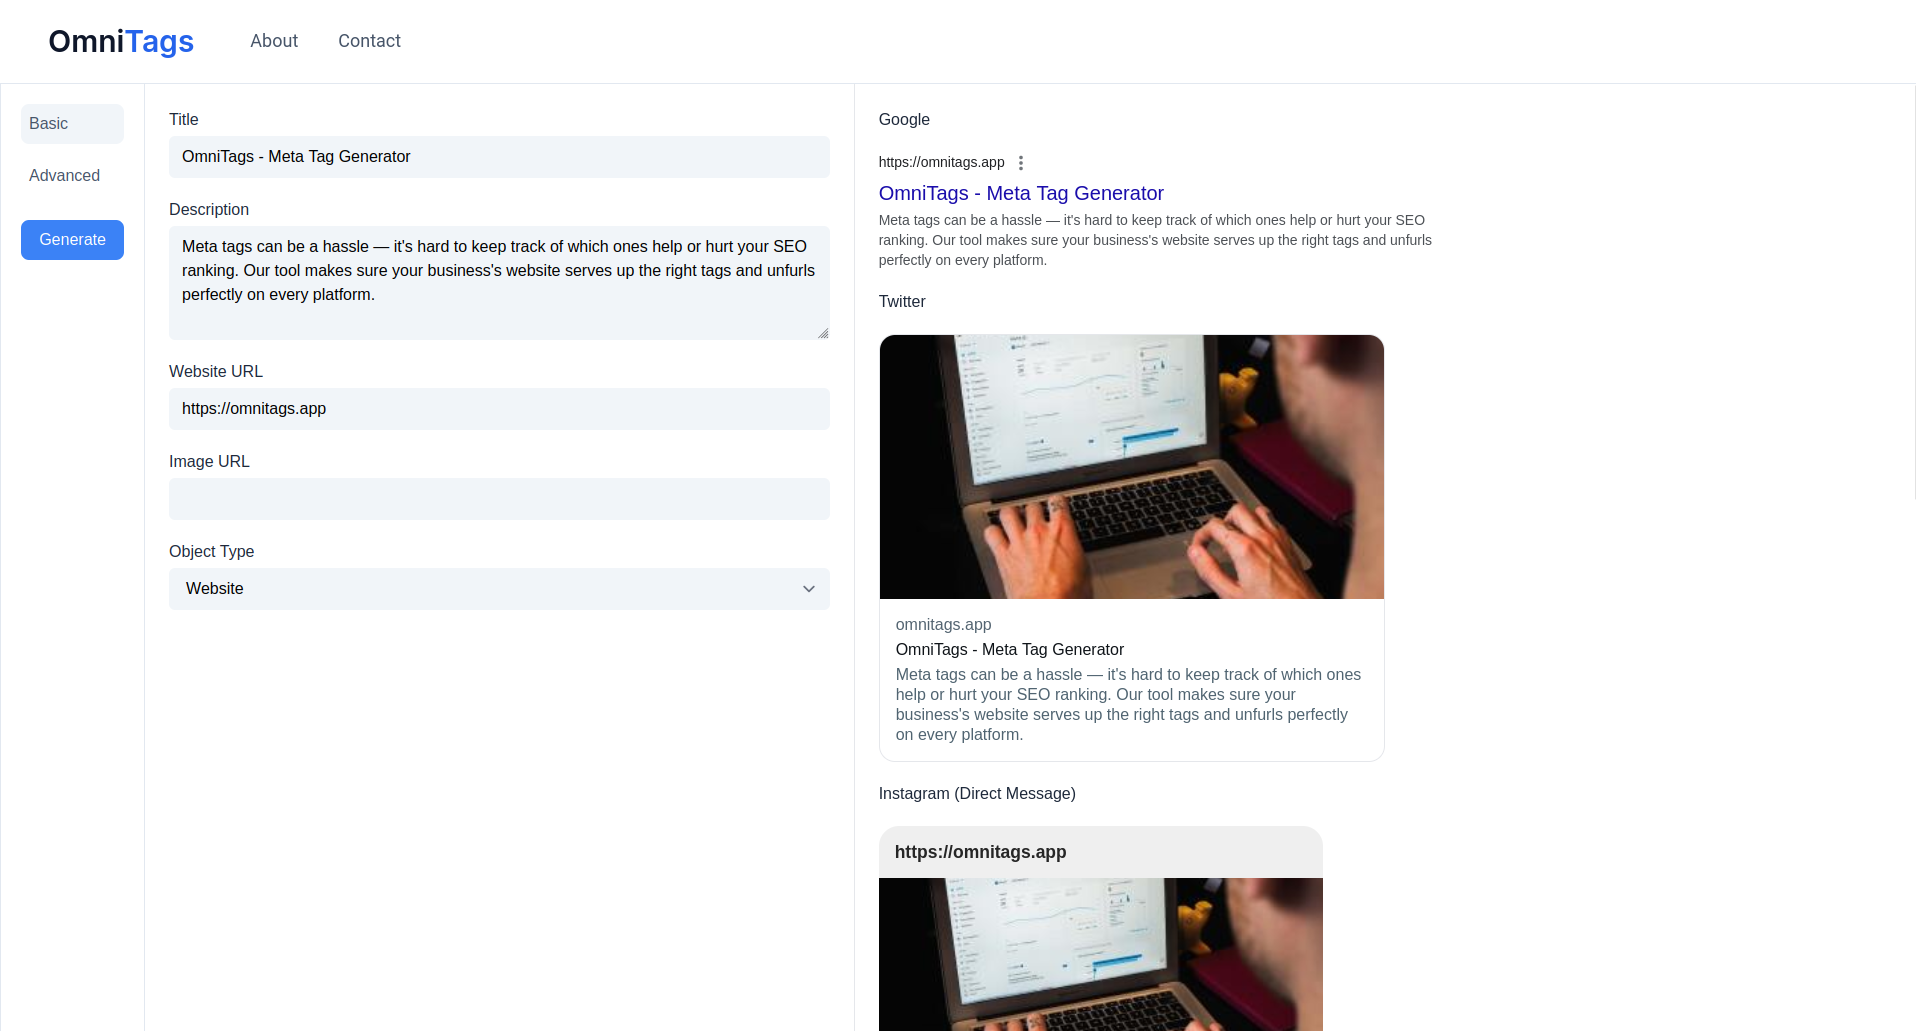 OmniTags
About
Contact
Basic
Advanced
Generate
Title
OmniTags - Meta Tag Generator
Description
Meta tags can be a hassle — it's hard to keep track of which ones help or hurt your SEO
ranking. Our tool makes sure your business's website serves up the right tags and unfurls
perfectly on every platform.
Website URL
https://omnitags.app
Image URL
Object Type
Website
Google
https://omnitags.app
OmniTags - Meta Tag Generator
Meta tags can be a hassle — it's hard to keep track of which ones help or hurt your SEO
ranking. Our tool makes sure your business's website serves up the right tags and unfurls
perfectly on every platform.
Twitter
omnitags.app
OmniTags - Meta Tag Generator
Meta tags can be a hassle — it's hard to keep track of which ones
help or hurt your SEO ranking. Our tool makes sure your
business's website serves up the right tags and unfurls perfectly
on every platform.
Instagram (Direct Message)
https://omnitags.app